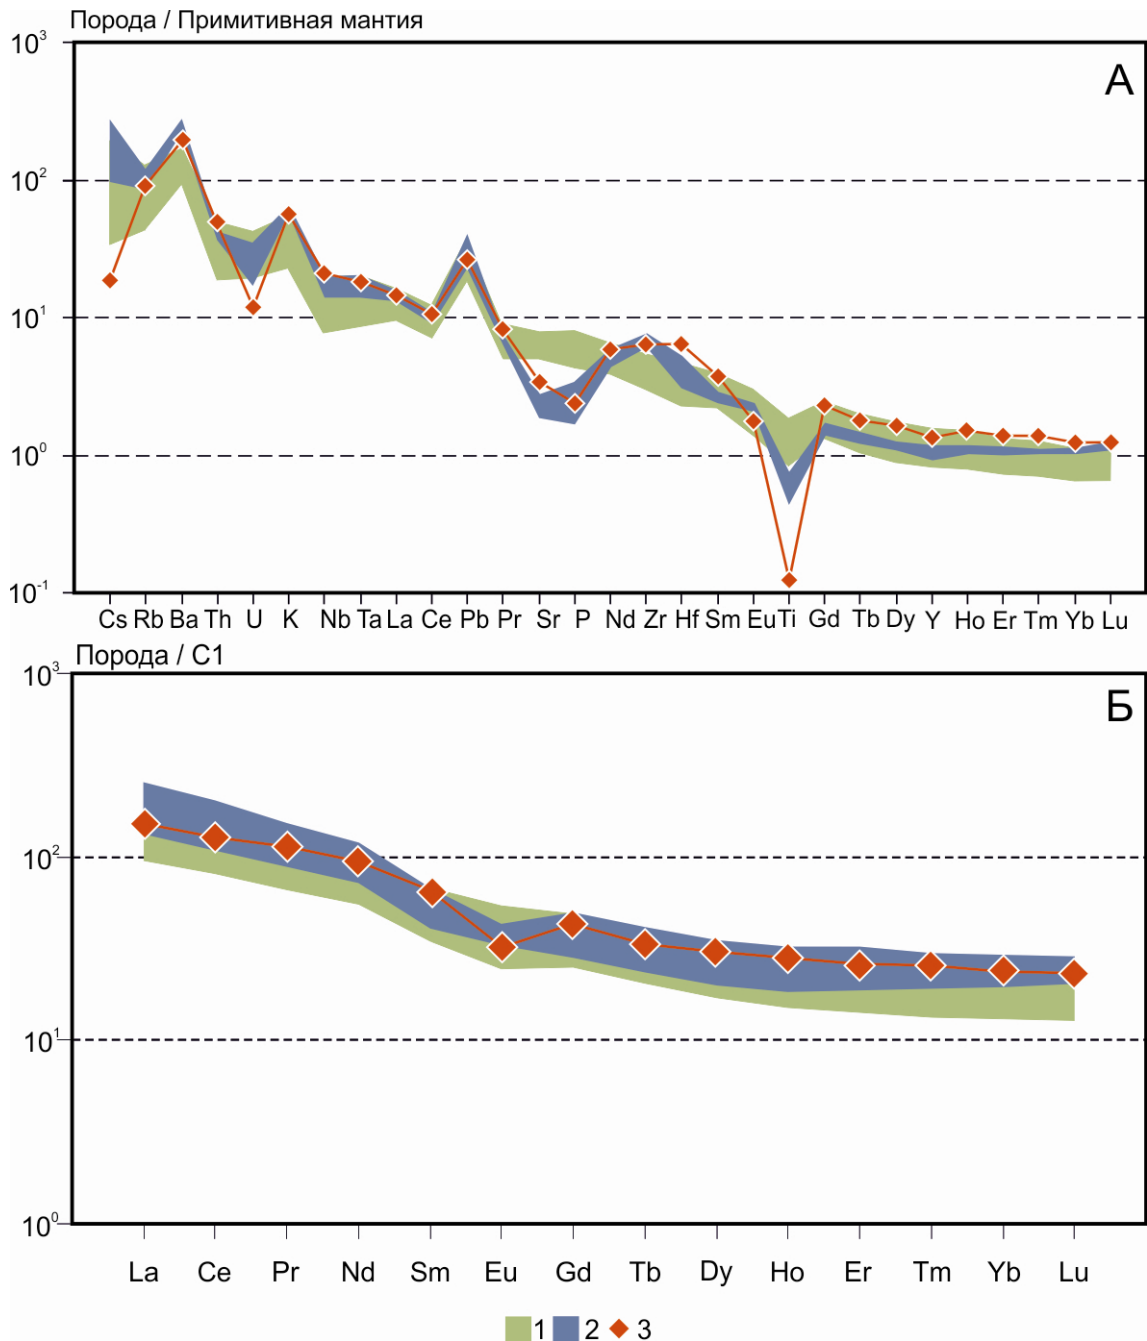 Порода / Примитивная мантия
А
10³
10²
10¹
10⁰
10⁻¹
Cs Rb Ba Th U K Nb Ta La Ce Pb Pr Sr P Nd Zr Hf Sm Eu Ti Gd Tb Dy Y Ho Er Tm Yb Lu
Порода / С1
Б
10³
10²
10¹
10⁰
La Ce Pr Nd Sm Eu Gd Tb Dy Ho Er Tm Yb Lu
1 2 3